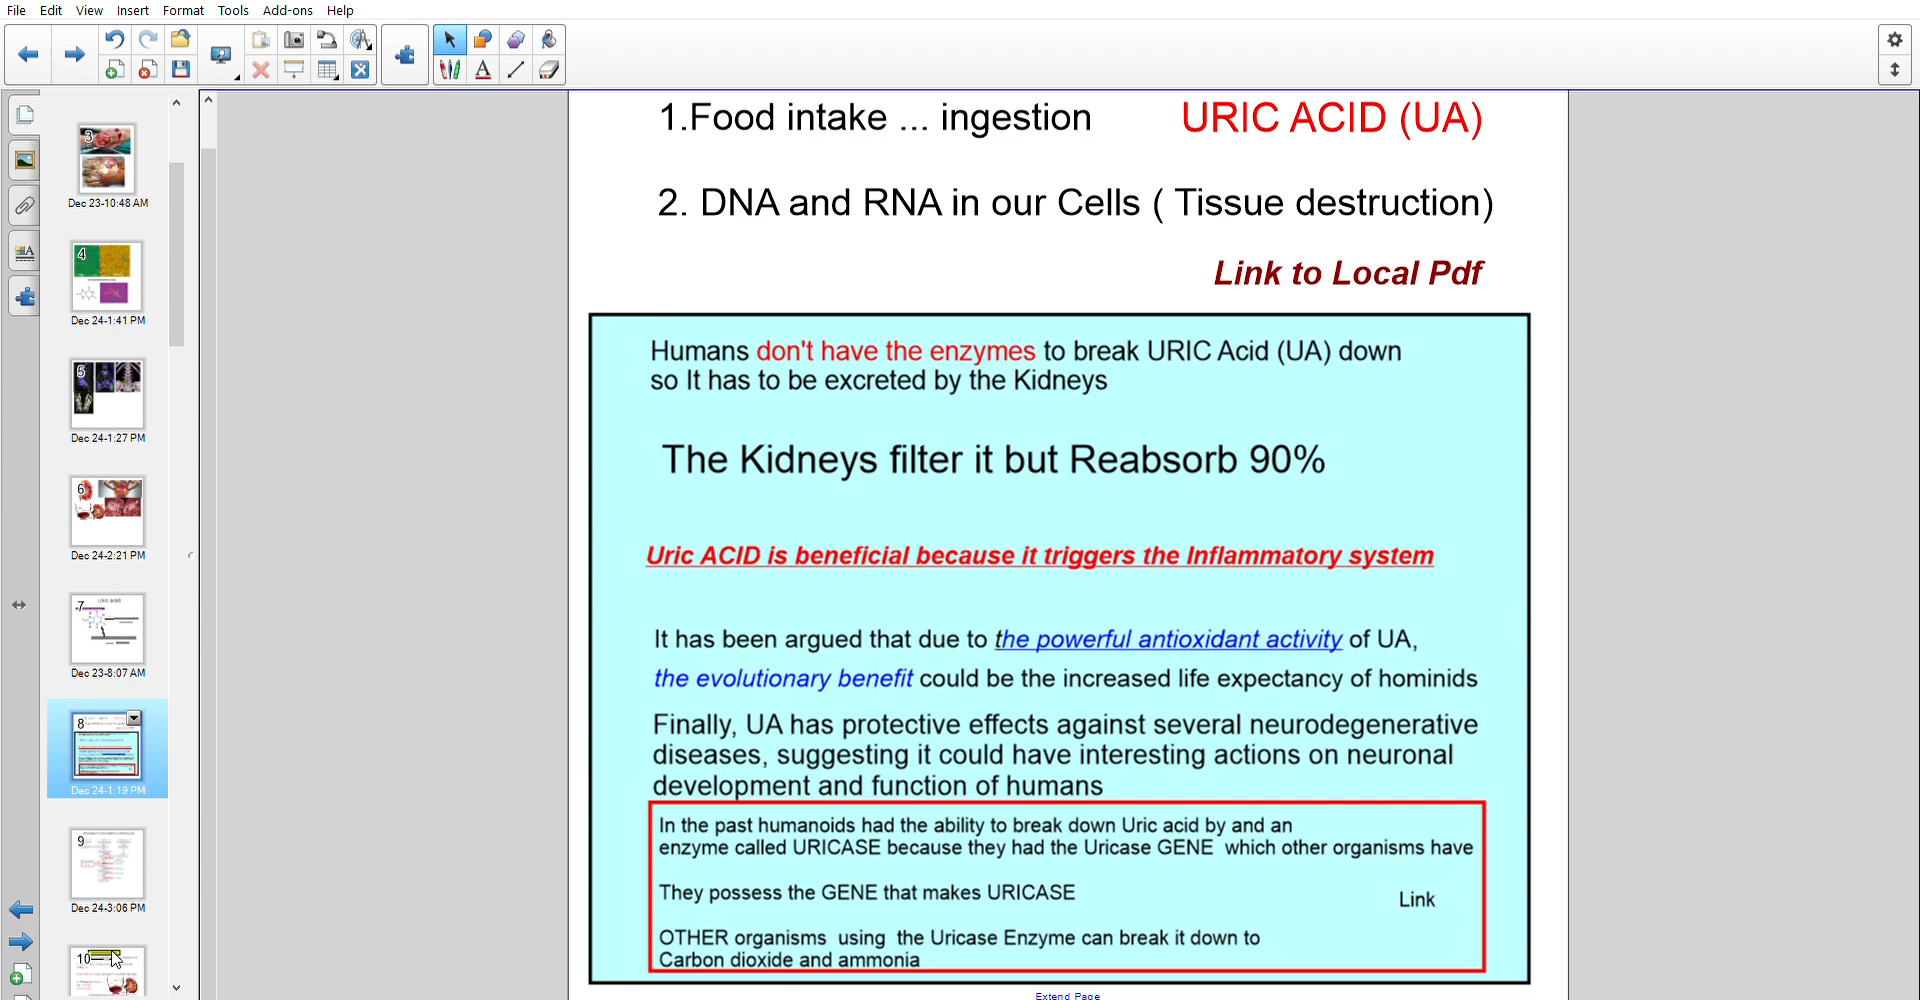 File Edit View Insert Format Tools Add-ons Help
3
Dec 23-10:48 AM
4
Dec 24-1:41 PM
5
Dec 24-1:27 PM
6
Dec 24-2:21 PM
7
Dec 23-8:07 AM
8
Dec 24-1:19 PM
9
Dec 24-3:06 PM
10
1.Food intake ... ingestion URIC ACID (UA)
2. DNA and RNA in our Cells ( Tissue destruction)
Link to Local Pdf
Humans don't have the enzymes to break URIC Acid (UA) down
so It has to be excreted by the Kidneys
The Kidneys filter it but Reabsorb 90%
Uric ACID is beneficial because it triggers the Inflammatory system
It has been argued that due to the powerful antioxidant activity of UA,
the evolutionary benefit could be the increased life expectancy of hominids
Finally, UA has protective effects against several neurodegenerative
diseases, suggesting it could have interesting actions on neuronal
development and function of humans
In the past humanoids had the ability to break down Uric acid by and an
enzyme called URICASE because they had the Uricase GENE which other organisms have
They possess the GENE that makes URICASE
Link
OTHER organisms using the Uricase Enzyme can break it down to
Carbon dioxide and ammonia
Extend Page